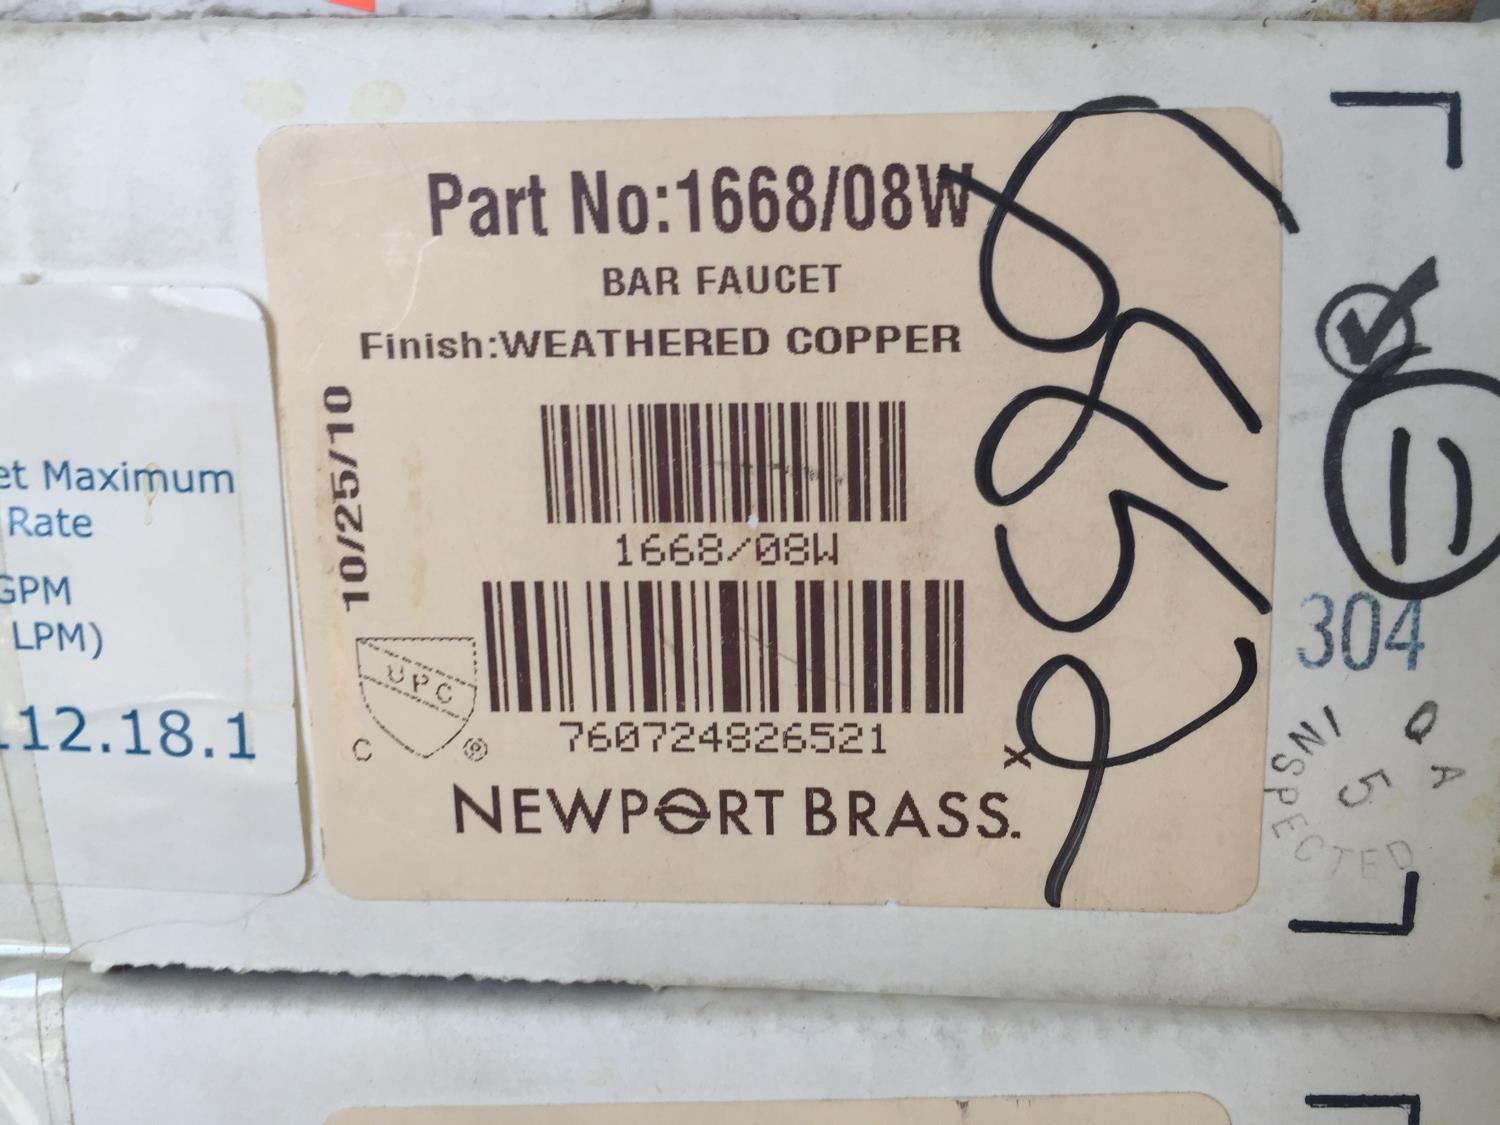 Part No:1668/08W
BAR FAUCET
Finish:WEATHERED COPPER
10/25/10
1668/08W
760724826521
UPC
C
®
x
NEWPORT BRASS.
et Maximum
Rate
GPM
LPM)
.112.18.1
304
QA
5
INSPECTED